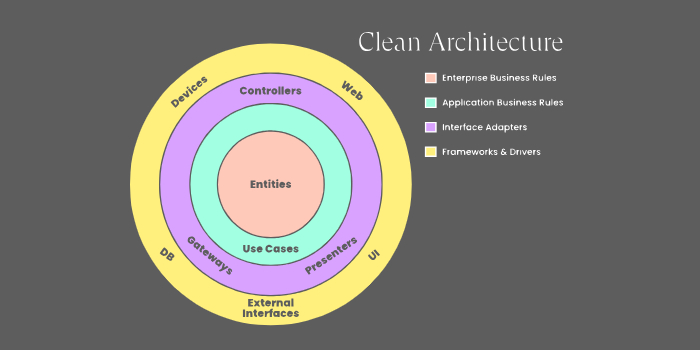 Clean Architecture
Enterprise Business Rules
Application Business Rules
Interface Adapters
Frameworks & Drivers
Devices
Web
Controllers
Entities
Use Cases
Gateways
Presenters
DB
UI
External
Interfaces